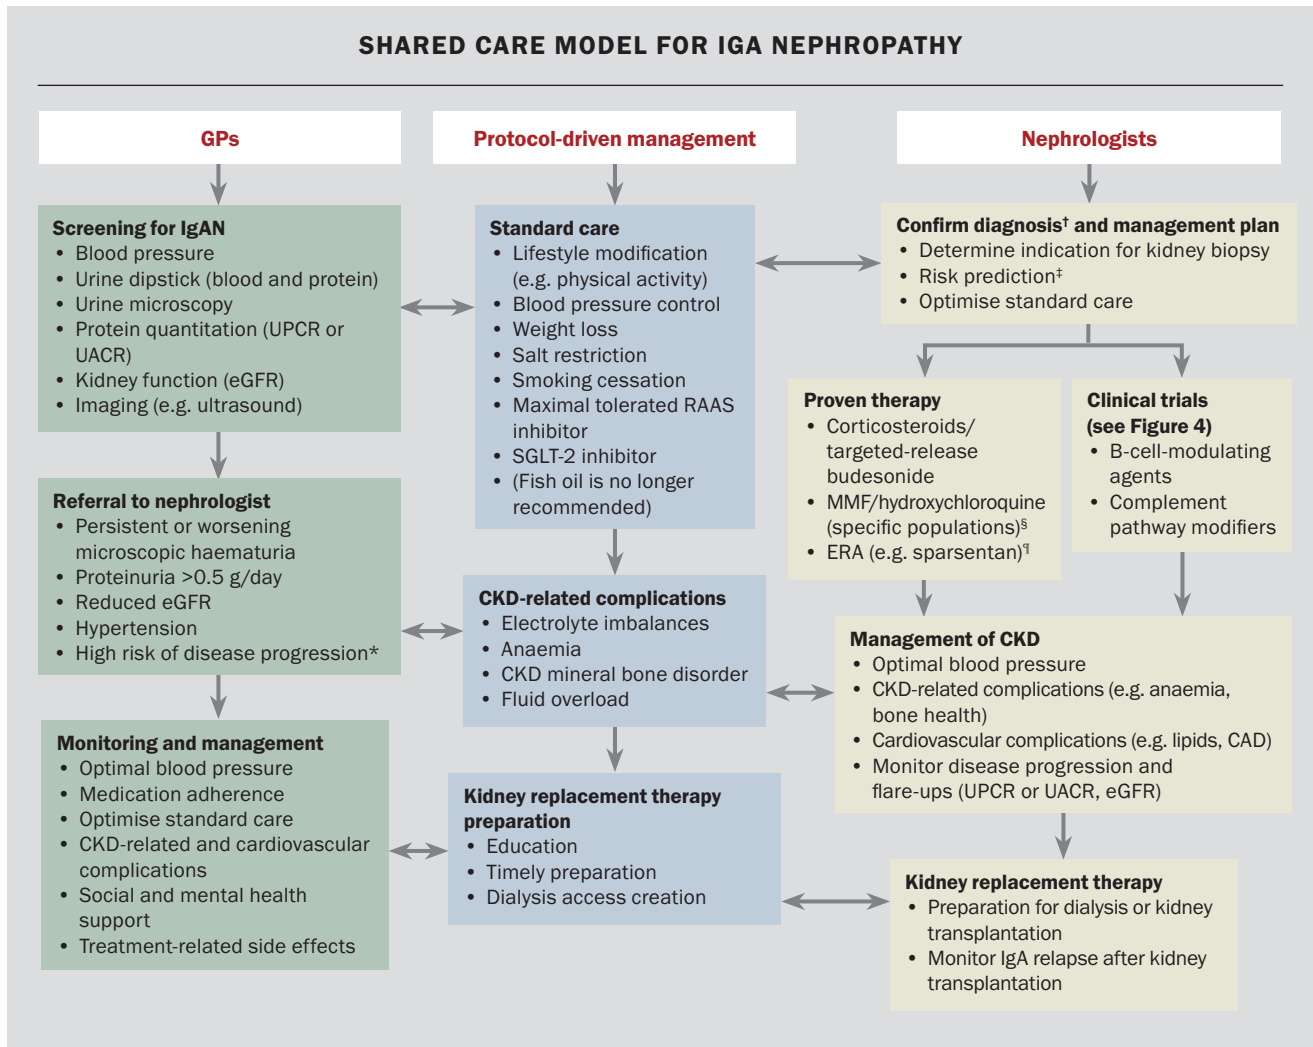 SHARED CARE MODEL FOR IGA NEPHROPATHY
GPs
Screening for IgAN
• Blood pressure
• Urine dipstick (blood and protein)
• Urine microscopy
• Protein quantitation (UPCR or
UACR)
• Kidney function (eGFR)
• Imaging (e.g. ultrasound)
Referral to nephrologist
• Persistent or worsening
microscopic haematuria
• Proteinuria >0.5 g/day
• Reduced eGFR
• Hypertension
• High risk of disease progression*
Monitoring and management
• Optimal blood pressure
• Medication adherence
• Optimise standard care
• CKD-related and cardiovascular
complications
• Social and mental health
support
• Treatment-related side effects
Protocol-driven management
Standard care
• Lifestyle modification
(e.g. physical activity)
• Blood pressure control
• Weight loss
• Salt restriction
• Smoking cessation
• Maximal tolerated RAAS
inhibitor
• SGLT-2 inhibitor
• (Fish oil is no longer
recommended)
CKD-related complications
• Electrolyte imbalances
• Anaemia
• CKD mineral bone disorder
• Fluid overload
Kidney replacement therapy
preparation
• Education
• Timely preparation
• Dialysis access creation
Nephrologists
Confirm diagnosis† and management plan
• Determine indication for kidney biopsy
• Risk prediction‡
• Optimise standard care
Proven therapy
• Corticosteroids/
targeted-release
budesonide
• MMF/hydroxychloroquine
(specific populations)§
• ERA (e.g. sparsentan)¶
Clinical trials
(see Figure 4)
• B-cell-modulating
agents
• Complement
pathway modifiers
Management of CKD
• Optimal blood pressure
• CKD-related complications (e.g. anaemia,
bone health)
• Cardiovascular complications (e.g. lipids, CAD)
• Monitor disease progression and
flare-ups (UPCR or UACR, eGFR)
Kidney replacement therapy
• Preparation for dialysis or kidney
transplantation
• Monitor IgA relapse after kidney
transplantation